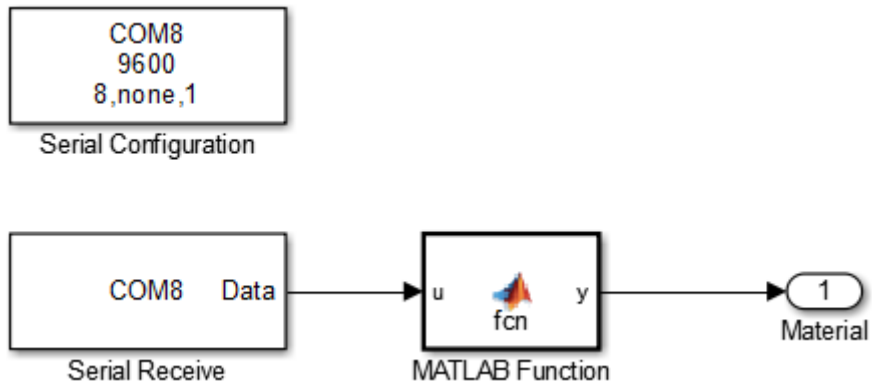 COM8
9600
8,none,1
Serial Configuration
COM8 Data
Serial Receive
u
fcn
y
MATLAB Function
1
Material